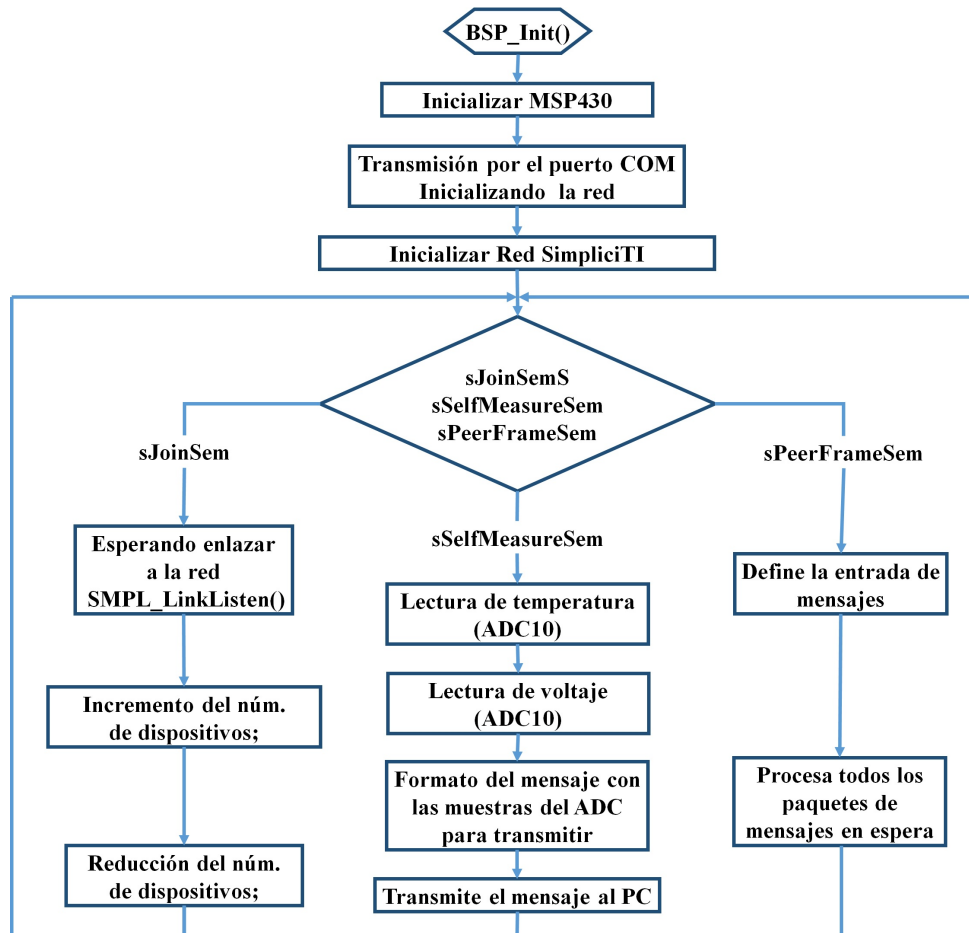 BSP_Init()
Inicializar MSP430
Transmisión por el puerto COM
Inicializando la red
Inicializar Red SimpliciTI
sJoinSemS
sSelfMeasureSem
sPeerFrameSem
sJoinSem
sPeerFrameSem
sSelfMeasureSem
Esperando enlazar
a la red
SMPL_LinkListen()
Incremento del núm.
de dispositivos;
Reducción del núm.
de dispositivos;
Lectura de temperatura
(ADC10)
Lectura de voltaje
(ADC10)
Formato del mensaje con
las muestras del ADC
para transmitir
Transmite el mensaje al PC
Define la entrada de
mensajes
Procesa todos los
paquetes de
mensajes en espera